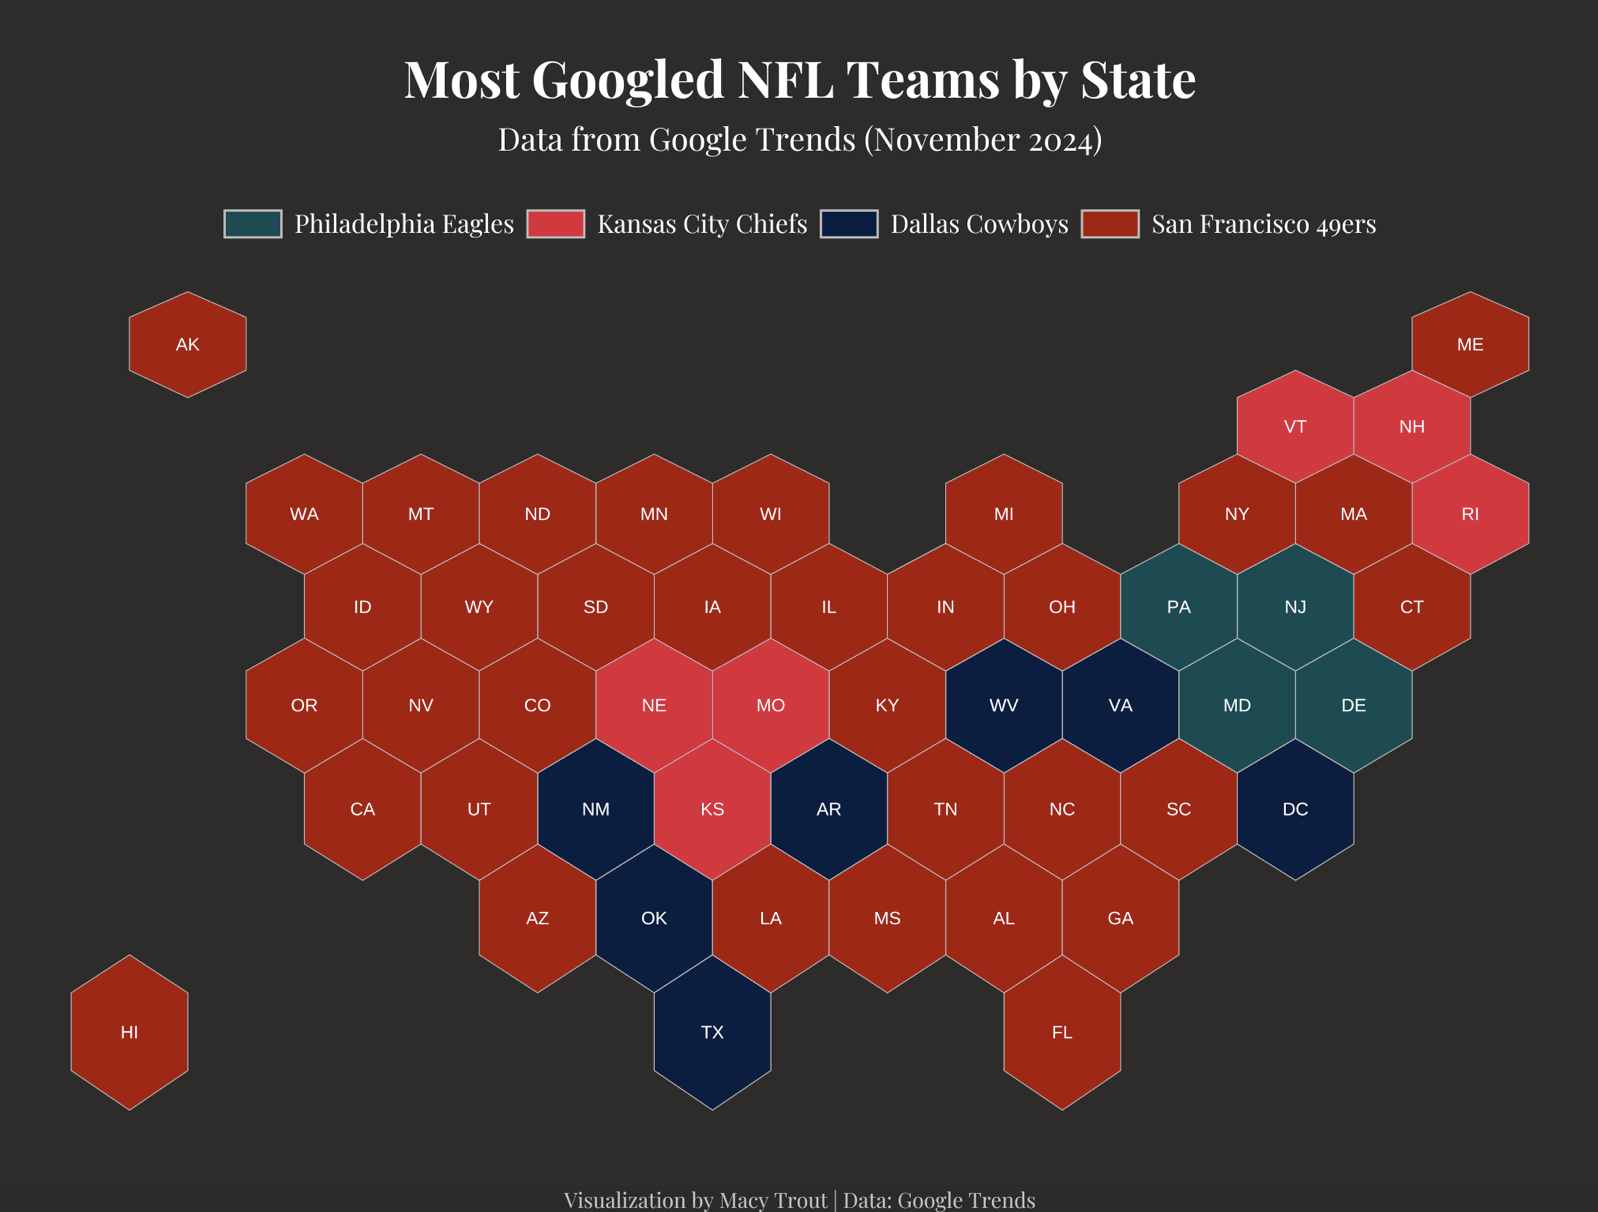 Most Googled NFL Teams by State
Data from Google Trends (November 2024)
Philadelphia Eagles Kansas City Chiefs Dallas Cowboys San Francisco 49ers
AK ME
VT NH
WA MT ND MN WI MI NY MA RI
ID WY SD IA IL IN OH PA NJ CT
OR NV CO NE MO KY WV VA MD DE
CA UT NM KS AR TN NC SC DC
AZ OK LA MS AL GA
HI TX FL
Visualization by Macy Trout | Data: Google Trends